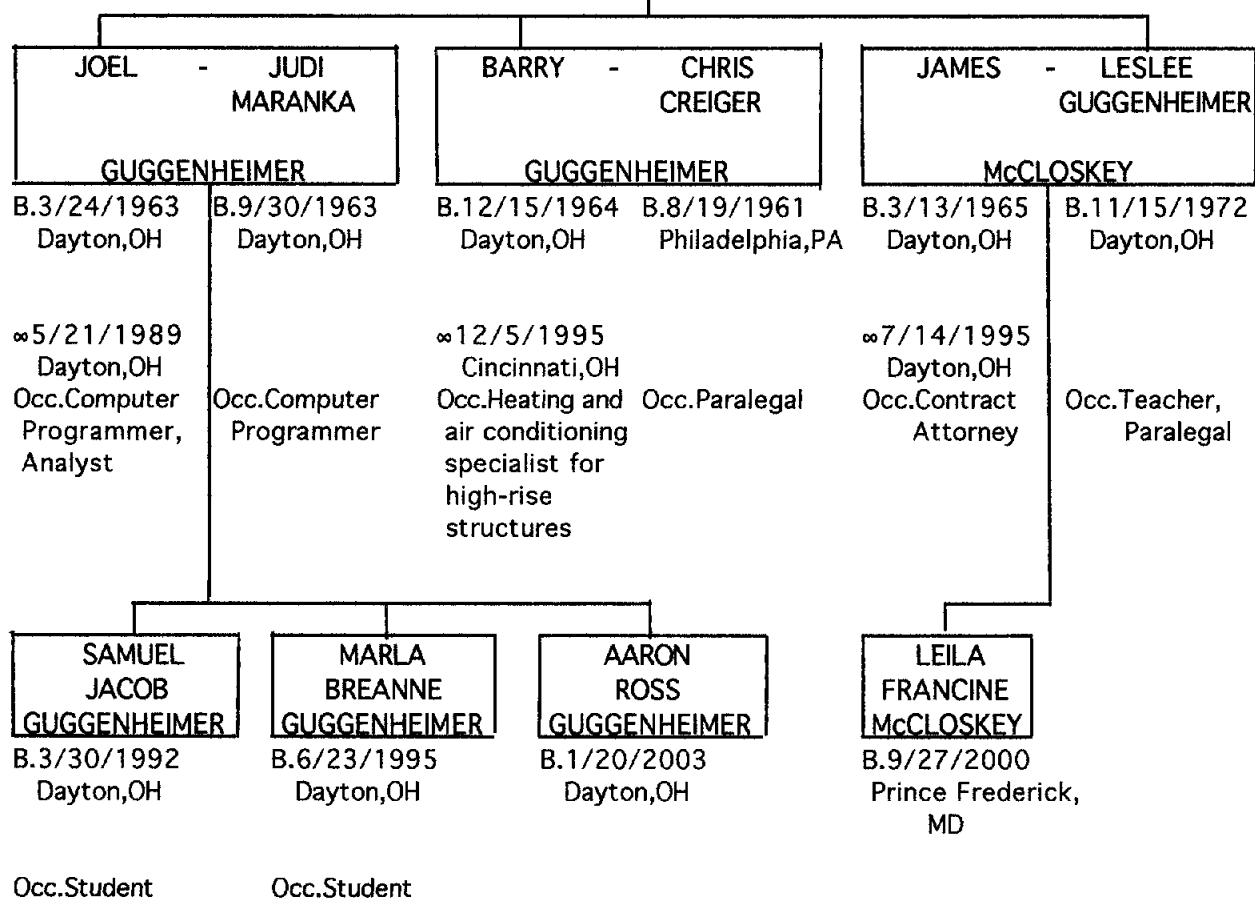 JOEL - JUDI
MARANKA
GUGGENHEIMER
B.3/24/1963 B.9/30/1963
Dayton,OH Dayton,OH
∞5/21/1989
Dayton,OH
Occ.Computer Programmer, Analyst
Occ.Computer Programmer
BARRY - CHRIS
CREIGER
GUGGENHEIMER
B.12/15/1964 B.8/19/1961
Dayton,OH Philadelphia,PA
∞12/5/1995
Cincinnati,OH
Occ.Heating and
air conditioning
specialist for
high-rise
structures
Occ.Paralegal
JAMES - LESLEE
GUGGENHEIMER
McCLOSKEY
B.3/13/1965 B.11/15/1972
Dayton,OH Dayton,OH
∞7/14/1995
Dayton,OH
Occ.Contract
Attorney
Occ.Teacher,
Paralegal
SAMUEL
JACOB
GUGGENHEIMER
B.3/30/1992
Dayton,OH
Occ.Student
MARLA
BREANNE
GUGGENHEIMER
B.6/23/1995
Dayton,OH
Occ.Student
AARON
ROSS
GUGGENHEIMER
B.1/20/2003
Dayton,OH
LEILA
FRANCINE
McCLOSKEY
B.9/27/2000
Prince Frederick,
MD